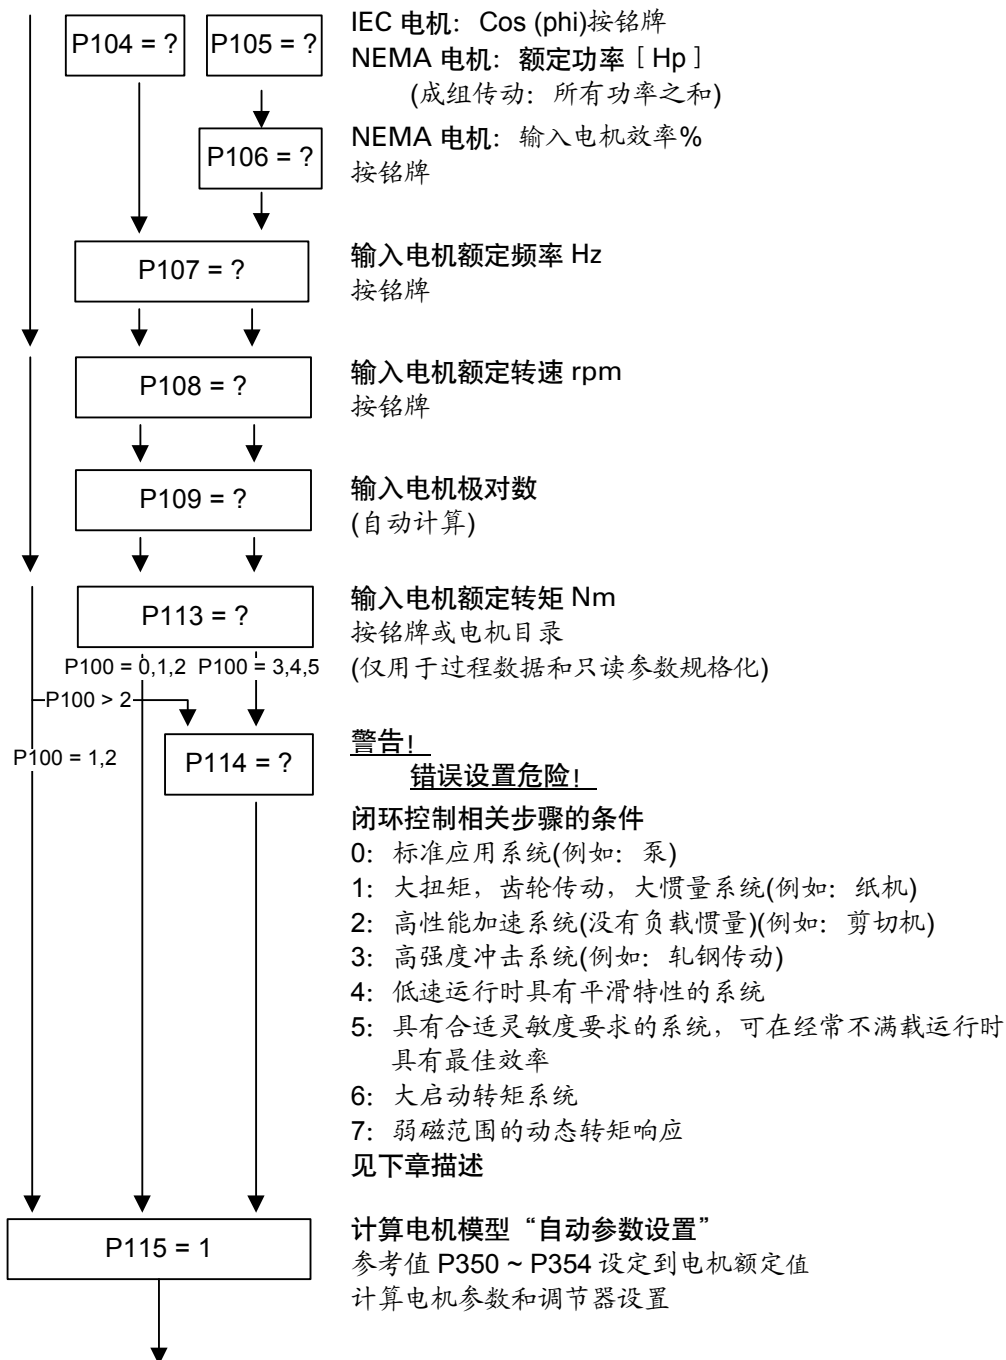 P104 = ?
P105 = ?
IEC 电机：Cos (phi)按铭牌
NEMA 电机：额定功率［Hp］
(成组传动：所有功率之和)
P106 = ?
NEMA 电机：输入电机效率%
按铭牌
P107 = ?
输入电机额定频率 Hz
按铭牌
P108 = ?
输入电机额定转速 rpm
按铭牌
P109 = ?
输入电机极对数
(自动计算)
P113 = ?
输入电机额定转矩 Nm
按铭牌或电机目录
(仅用于过程数据和只读参数规格化)
P100 = 0,1,2
P100 = 3,4,5
P100 > 2
P100 = 1,2
P114 = ?
警告！
错误设置危险！
闭环控制相关步骤的条件
0：标准应用系统(例如：泵)
1：大扭矩，齿轮传动，大惯量系统(例如：纸机)
2：高性能加速系统(没有负载惯量)(例如：剪切机)
3：高强度冲击系统(例如：轧钢传动)
4：低速运行时具有平滑特性的系统
5：具有合适灵敏度要求的系统，可在经常不满载运行时
具有最佳效率
6：大启动转矩系统
7：弱磁范围的动态转矩响应
见下章描述
P115 = 1
计算电机模型“自动参数设置”
参考值 P350 ~ P354 设定到电机额定值
计算电机参数和调节器设置